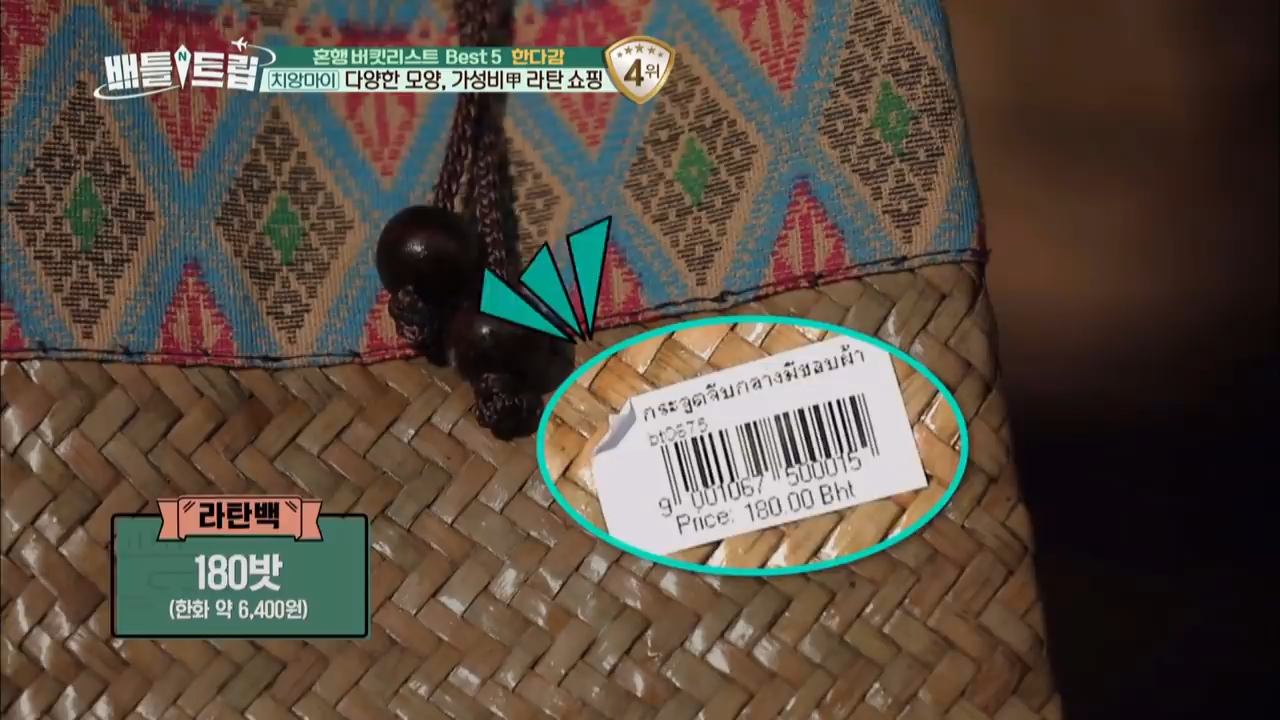 배틀트립
혼행 버킷리스트 Best 5 한다감
치앙마이 다양한 모양, 가성비甲 라탄 쇼핑
4위
กระจูดจีบกลางมีขอบผ้า
bt0675
9 001067 500015
Price: 180.00 Bht
라탄백
180밧
(한화 약 6,400원)